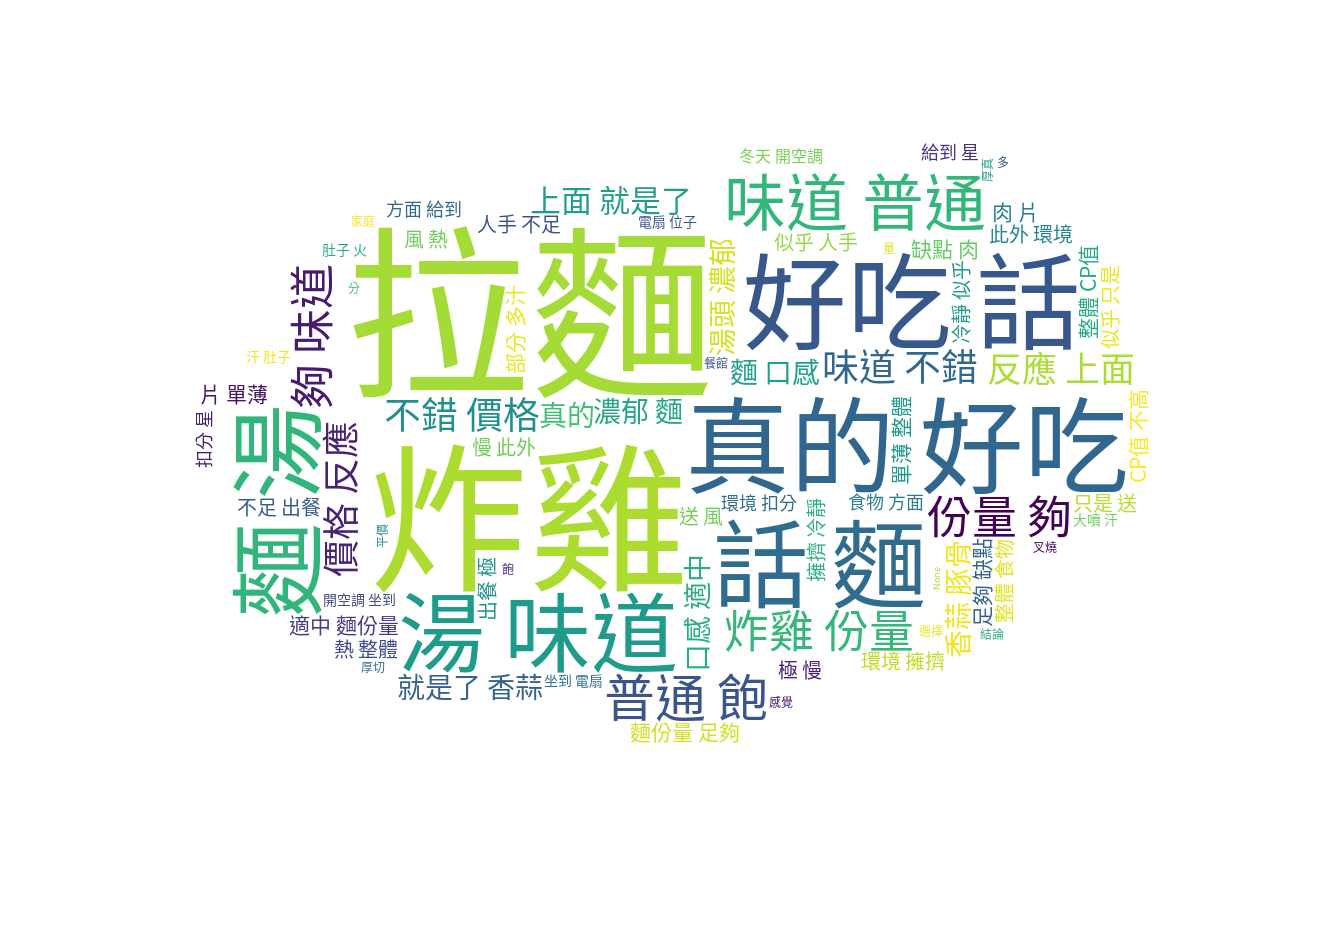 冬天 開空調
給到 星
厚真
多
味道 普通
上面 就是了
方面 給到
肉 片
家庭
人手 不足
電扇 位子
此外 環境
風 熱
似乎 人手
量
缺點 肉
肚子 火
拉麵
湯頭 濃郁
好吃 話
冷靜 似乎
整體 CP值
似乎 只是
夠 味道
分
部分 多汁
汗 肚子
餐館
麵 口感
味道 不錯
反應 上面
片 單薄
扣分 星
麵 湯
不錯 價格
真的
濃郁 麵
真的 好吃
單薄 整體
CP值 不高
價格 反應
慢 此外
炸雞
不足 出餐
送 風
環境 扣分
擁擠 冷靜
食物 方面
份量 夠
只是 送
大噴 汗
平價
話 麵
叉燒
出餐 極
飽
口感 適中
None
香蒜 豚骨
足夠 缺點
整體 食物
開空調 坐到
湯 味道
炸雞 份量
適中 麵份量
選擇
結論
熱 整體
厚切
環境 擁擠
極 慢
就是了 香蒜
坐到 電扇
普通 飽
感覺
麵份量 足夠